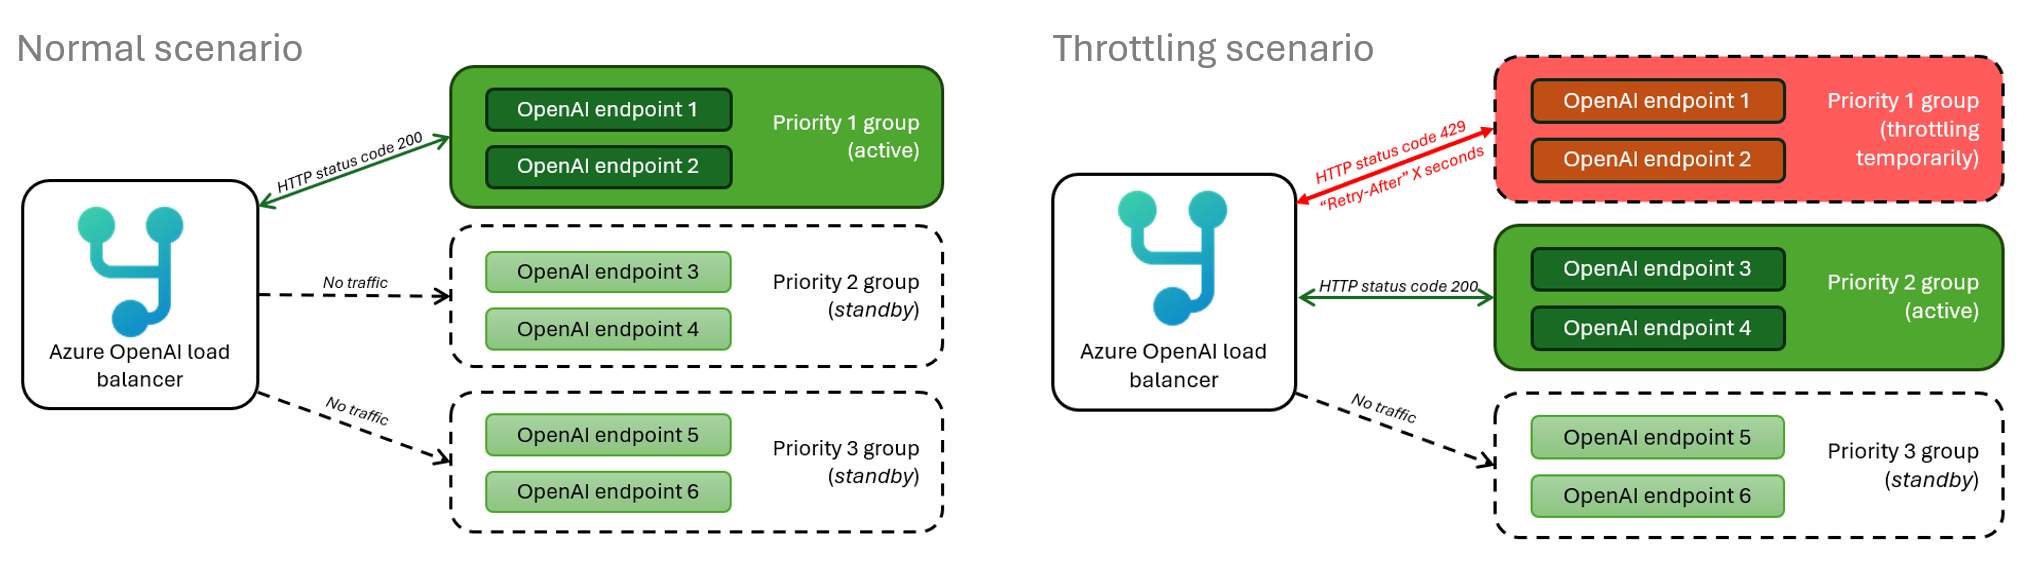 Normal scenario
HTTP status code 200
OpenAI endpoint 1
OpenAI endpoint 2
Priority 1 group
(active)
Azure OpenAI load
balancer
No traffic
OpenAI endpoint 3
OpenAI endpoint 4
Priority 2 group
(standby)
No traffic
OpenAI endpoint 5
OpenAI endpoint 6
Priority 3 group
(standby)
Throttling scenario
HTTP status code 429
“Retry-After” X seconds
OpenAI endpoint 1
OpenAI endpoint 2
Priority 1 group
(throttling
temporarily)
Azure OpenAI load
balancer
HTTP status code 200
OpenAI endpoint 3
OpenAI endpoint 4
Priority 2 group
(active)
No traffic
OpenAI endpoint 5
OpenAI endpoint 6
Priority 3 group
(standby)